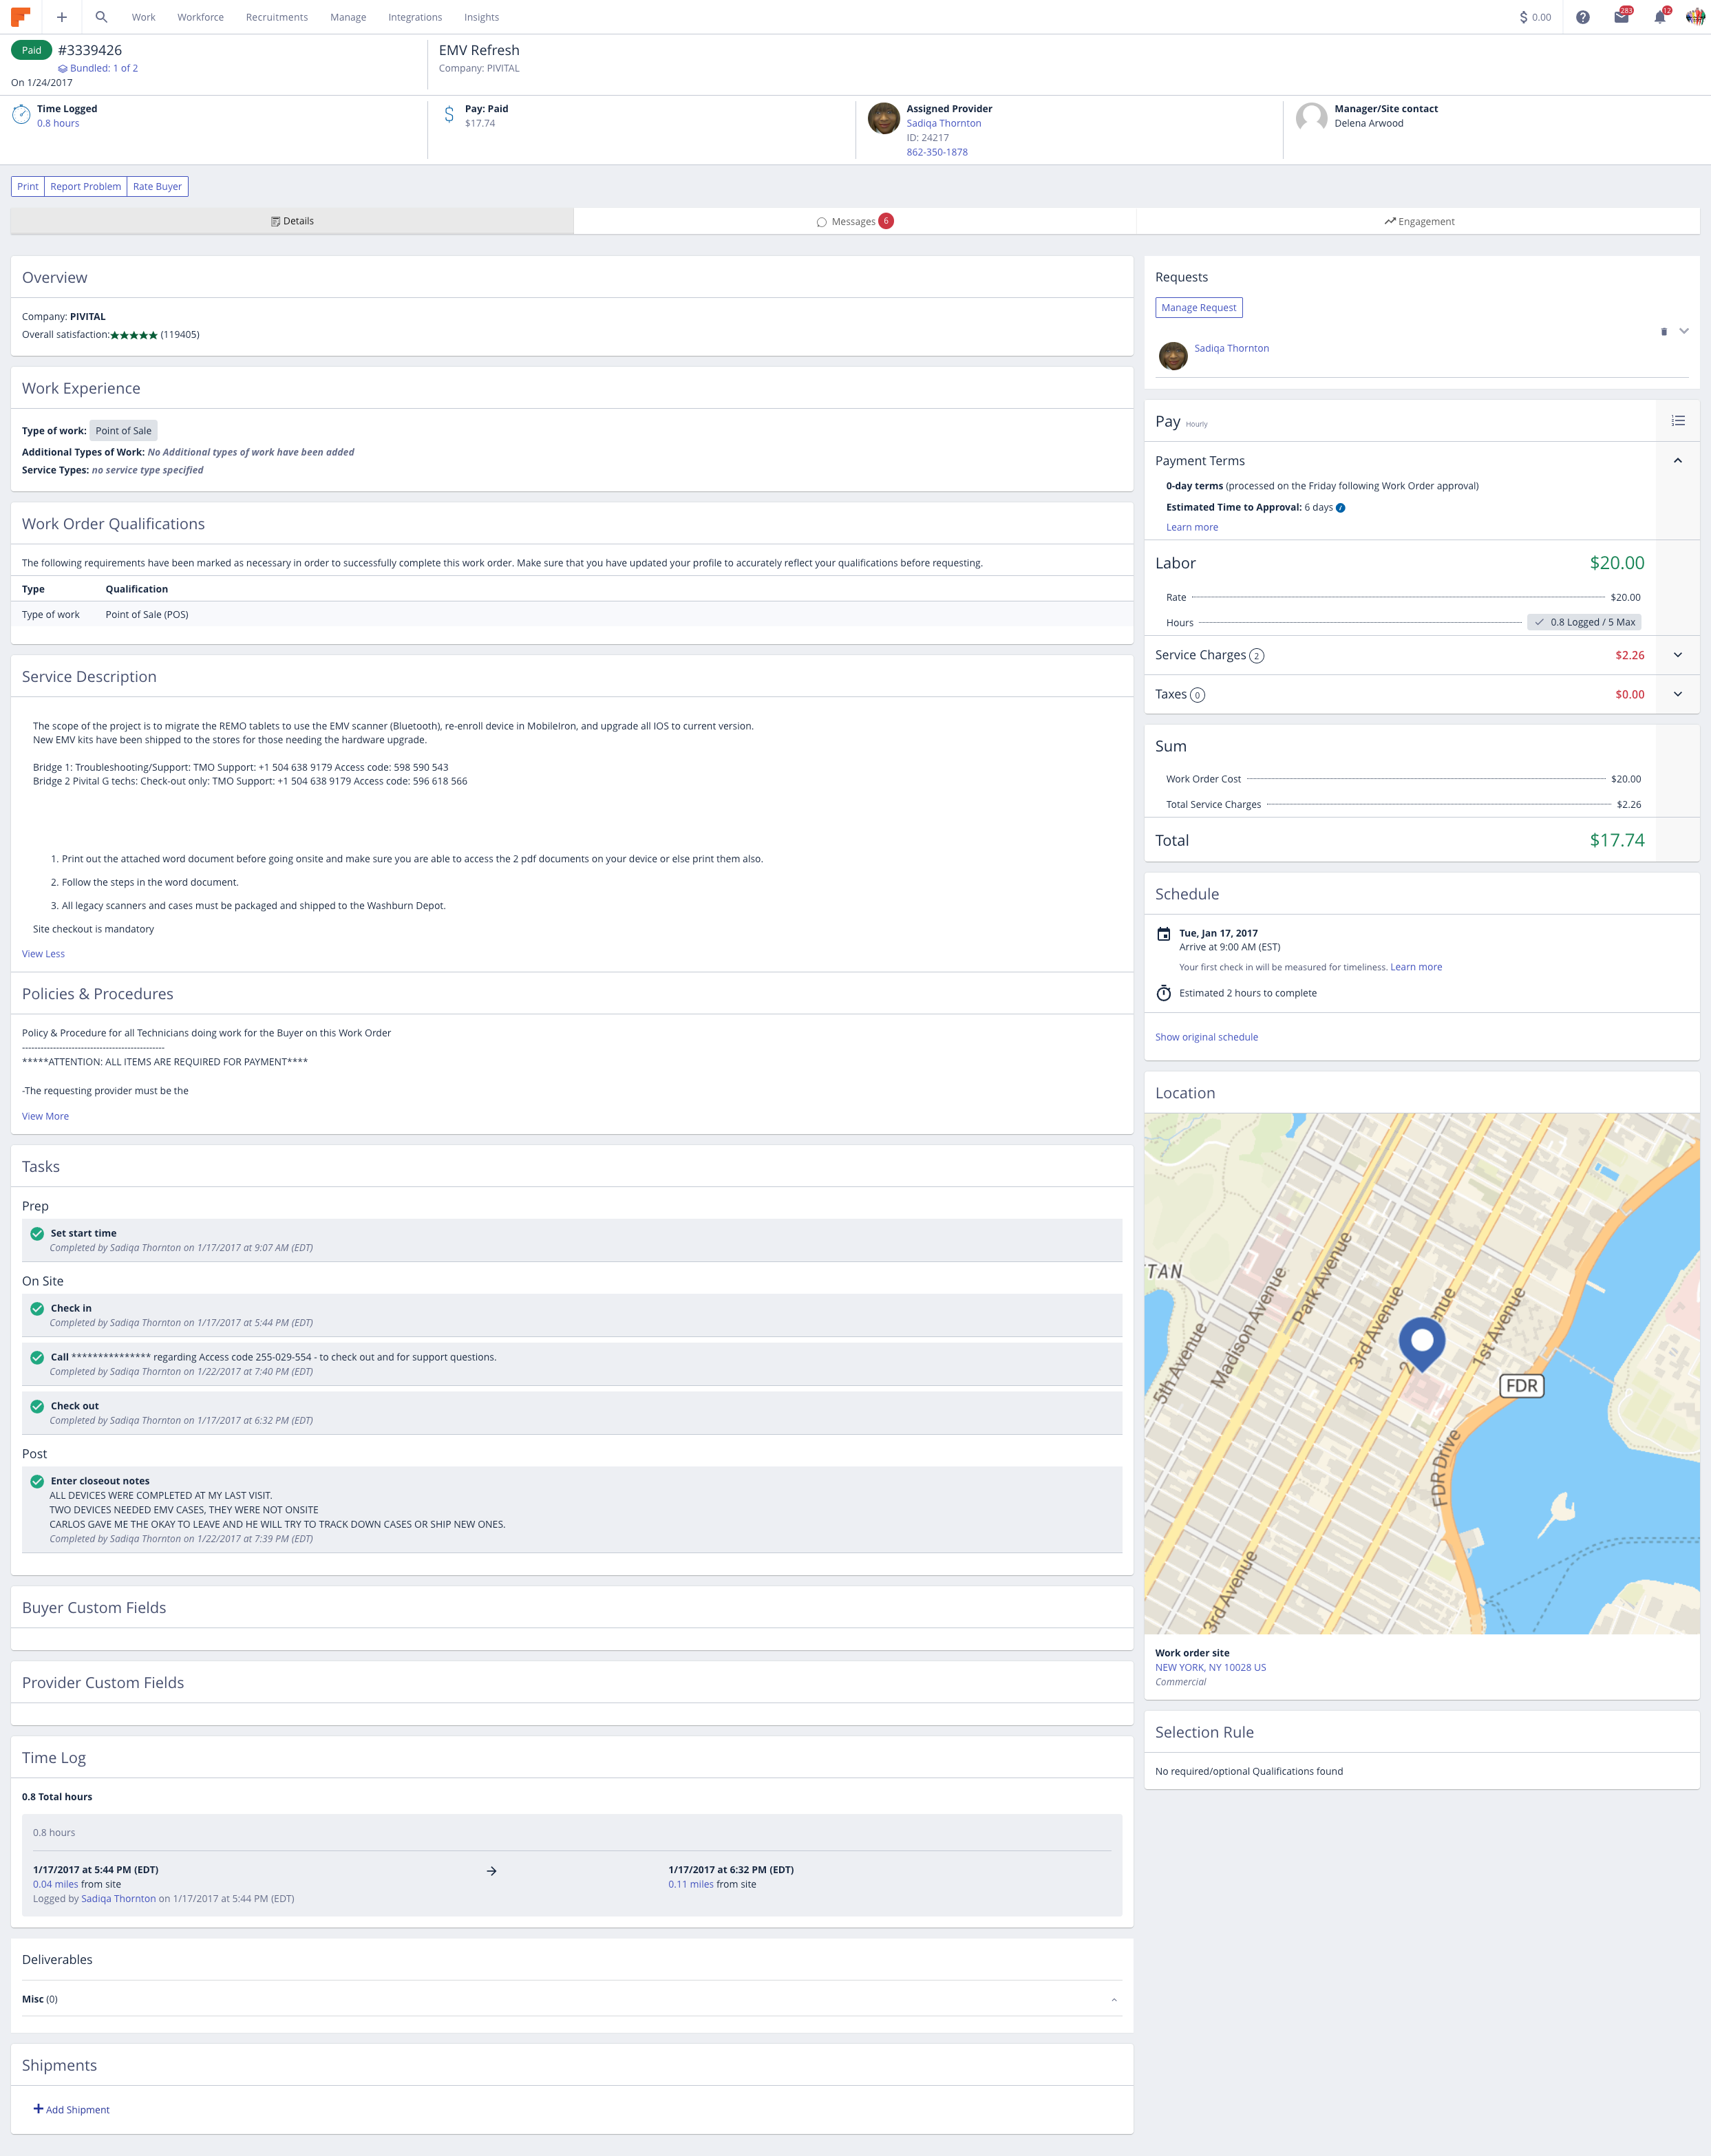 Work Workforce Recruitments Manage Integrations Insights
$ 0.00 283 12
Paid #3339426
Bundled: 1 of 2
On 1/24/2017
EMV Refresh
Company: PIVITAL
Time Logged
0.8 hours
Pay: Paid
$17.74
Assigned Provider
Sadiqa Thornton
ID: 24217
862-350-1878
Manager/Site contact
Delena Arwood
Print Report Problem Rate Buyer
Details Messages 6 Engagement
Overview
Company: PIVITAL
Overall satisfaction:★★★★★ (119405)
Work Experience
Type of work: Point of Sale
Additional Types of Work: No Additional types of work have been added
Service Types: no service type specified
Work Order Qualifications
The following requirements have been marked as necessary in order to successfully complete this work order. Make sure that you have updated your profile to accurately reflect your qualifications before requesting.
Type Qualification
Type of work Point of Sale (POS)
Service Description
The scope of the project is to migrate the REMO tablets to use the EMV scanner (Bluetooth), re-enroll device in MobileIron, and upgrade all IOS to current version.
New EMV kits have been shipped to the stores for those needing the hardware upgrade.
Bridge 1: Troubleshooting/Support: TMO Support: +1 504 638 9179 Access code: 598 590 543
Bridge 2 Pivital G techs: Check-out only: TMO Support: +1 504 638 9179 Access code: 596 618 566
1. Print out the attached word document before going onsite and make sure you are able to access the 2 pdf documents on your device or else print them also.
2. Follow the steps in the word document.
3. All legacy scanners and cases must be packaged and shipped to the Washburn Depot.
Site checkout is mandatory
View Less
Policies & Procedures
Policy & Procedure for all Technicians doing work for the Buyer on this Work Order
----------------------------------------------
*****ATTENTION: ALL ITEMS ARE REQUIRED FOR PAYMENT****
-The requesting provider must be the
View More
Tasks
Prep
Set start time
Completed by Sadiqa Thornton on 1/17/2017 at 9:07 AM (EDT)
On Site
Check in
Completed by Sadiqa Thornton on 1/17/2017 at 5:44 PM (EDT)
Call *************** regarding Access code 255-029-554 - to check out and for support questions.
Completed by Sadiqa Thornton on 1/22/2017 at 7:40 PM (EDT)
Check out
Completed by Sadiqa Thornton on 1/17/2017 at 6:32 PM (EDT)
Post
Enter closeout notes
ALL DEVICES WERE COMPLETED AT MY LAST VISIT.
TWO DEVICES NEEDED EMV CASES, THEY WERE NOT ONSITE
CARLOS GAVE ME THE OKAY TO LEAVE AND HE WILL TRY TO TRACK DOWN CASES OR SHIP NEW ONES.
Completed by Sadiqa Thornton on 1/22/2017 at 7:39 PM (EDT)
Buyer Custom Fields
Provider Custom Fields
Time Log
0.8 Total hours
0.8 hours
1/17/2017 at 5:44 PM (EDT) → 1/17/2017 at 6:32 PM (EDT)
0.04 miles from site 0.11 miles from site
Logged by Sadiqa Thornton on 1/17/2017 at 5:44 PM (EDT)
Deliverables
Misc (0)
Shipments
+ Add Shipment
Requests
Manage Request
Sadiqa Thornton
Pay Hourly
Payment Terms
0-day terms (processed on the Friday following Work Order approval)
Estimated Time to Approval: 6 days
Learn more
Labor $20.00
Rate $20.00
Hours 0.8 Logged / 5 Max
Service Charges 2 $2.26
Taxes 0 $0.00
Sum
Work Order Cost $20.00
Total Service Charges $2.26
Total $17.74
Schedule
Tue, Jan 17, 2017
Arrive at 9:00 AM (EST)
Your first check in will be measured for timeliness. Learn more
Estimated 2 hours to complete
Show original schedule
Location
TAN
5th Avenue
Madison Avenue
Park Avenue
3rd Avenue
2 enue
1st Avenue
FDR
FDR Drive
3rd Avenue
Work order site
NEW YORK, NY 10028 US
Commercial
Selection Rule
No required/optional Qualifications found